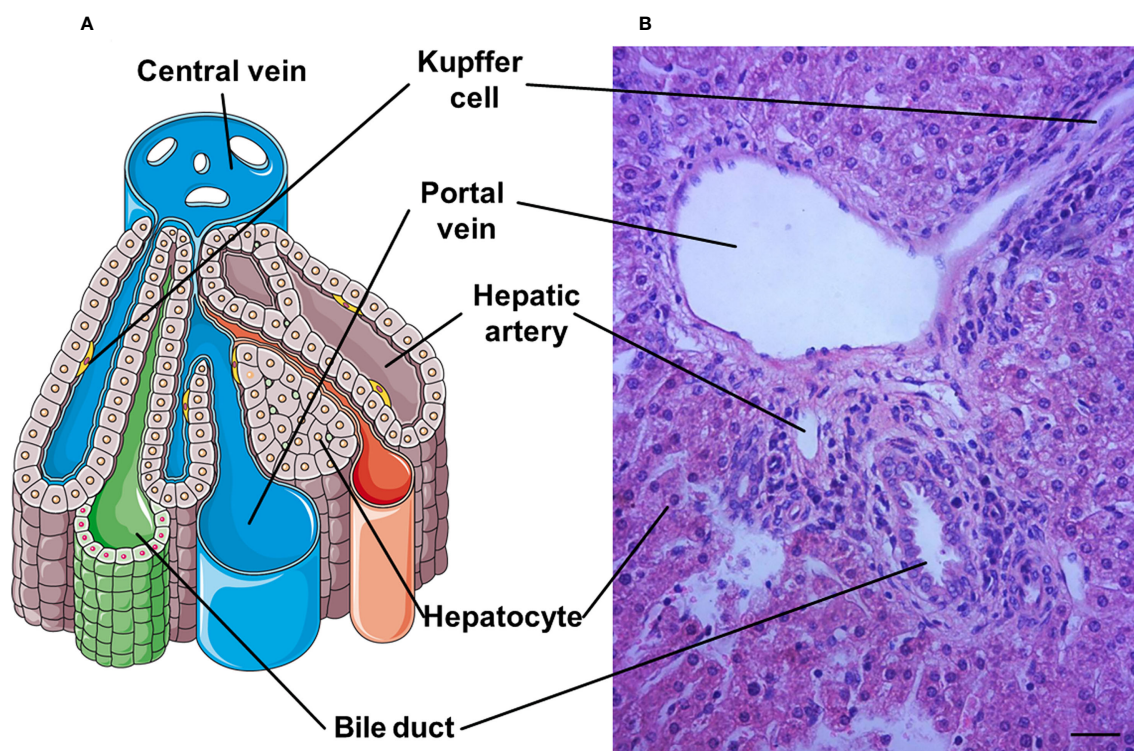 A
B
Central vein
Kupffer
cell
Portal
vein
Hepatic
artery
Hepatocyte
Bile duct